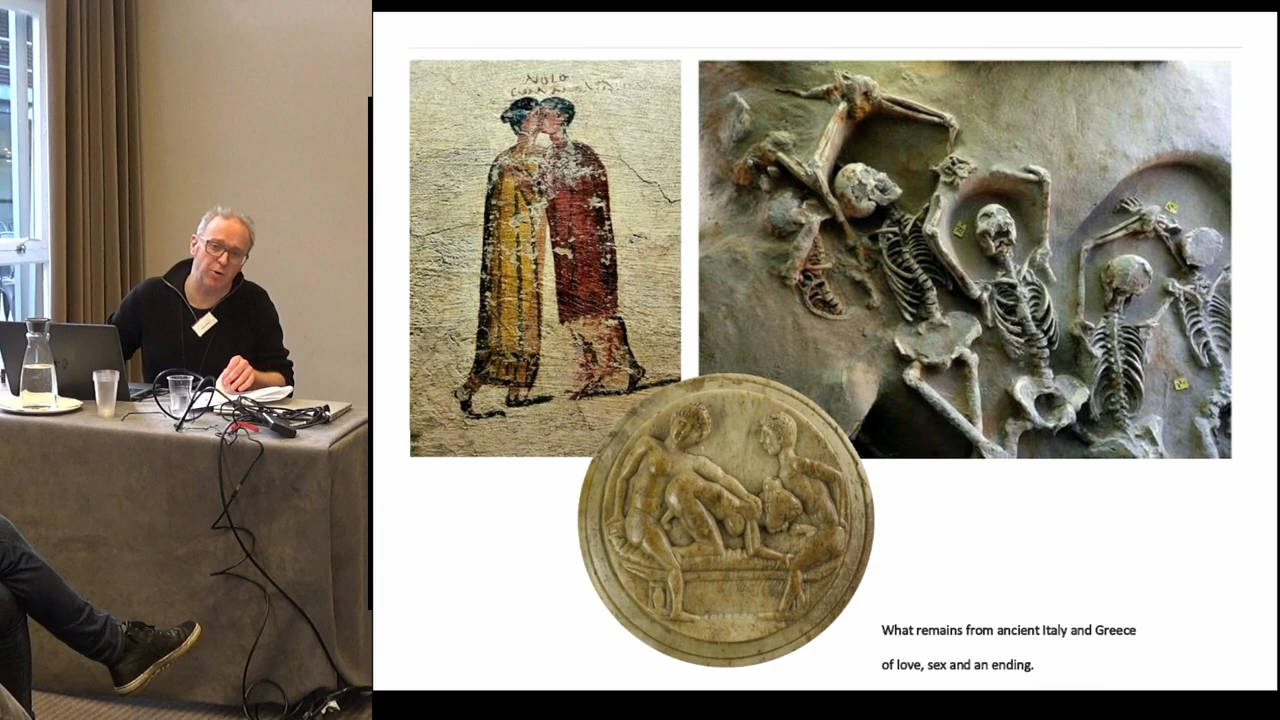 NOLO
What remains from ancient Italy and Greece
of love, sex and an ending.